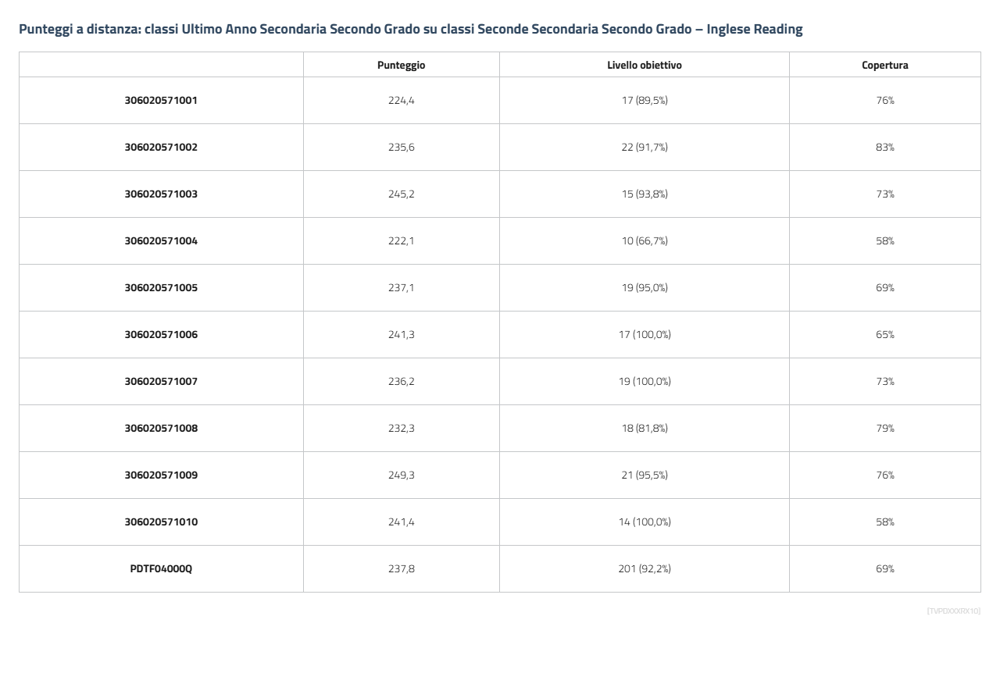 Punteggi a distanza: classi Ultimo Anno Secondaria Secondo Grado su classi Seconde Secondaria Secondo Grado – Inglese Reading
Punteggio Livello obiettivo Copertura
306020571001 224,4 17 (89,5%) 76%
306020571002 235,6 22 (91,7%) 83%
306020571003 245,2 15 (93,8%) 73%
306020571004 222,1 10 (66,7%) 58%
306020571005 237,1 19 (95,0%) 69%
306020571006 241,3 17 (100,0%) 65%
306020571007 236,2 19 (100,0%) 73%
306020571008 232,3 18 (81,8%) 79%
306020571009 249,3 21 (95,5%) 76%
306020571010 241,4 14 (100,0%) 58%
PDTF04000Q 237,8 201 (92,2%) 69%
[TVPDXXXRX10]